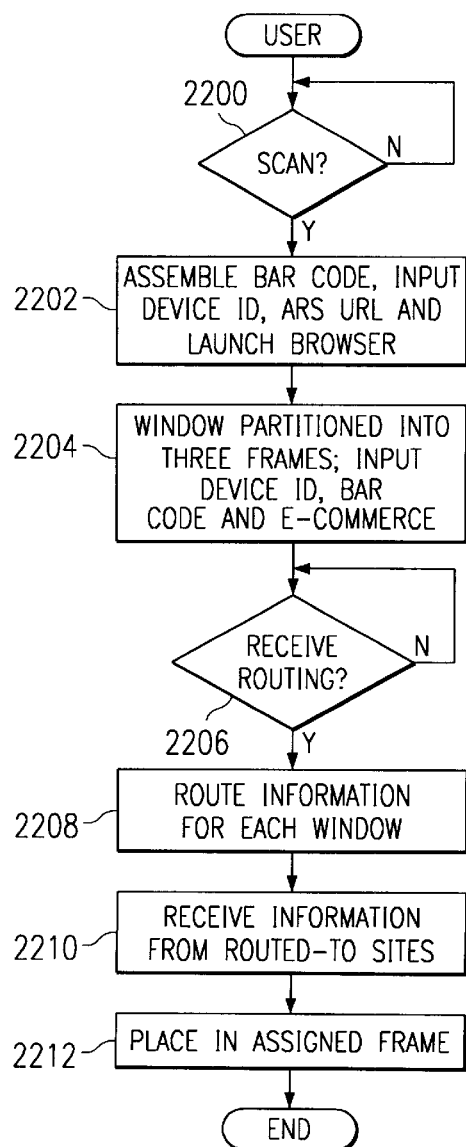 USER
2200
SCAN?
N
Y
2202
ASSEMBLE BAR CODE, INPUT
DEVICE ID, ARS URL AND
LAUNCH BROWSER
2204
WINDOW PARTITIONED INTO
THREE FRAMES; INPUT
DEVICE ID, BAR
CODE AND E-COMMERCE
RECEIVE
ROUTING?
N
2206
Y
2208
ROUTE INFORMATION
FOR EACH WINDOW
2210
RECEIVE INFORMATION
FROM ROUTED-TO SITES
2212
PLACE IN ASSIGNED FRAME
END